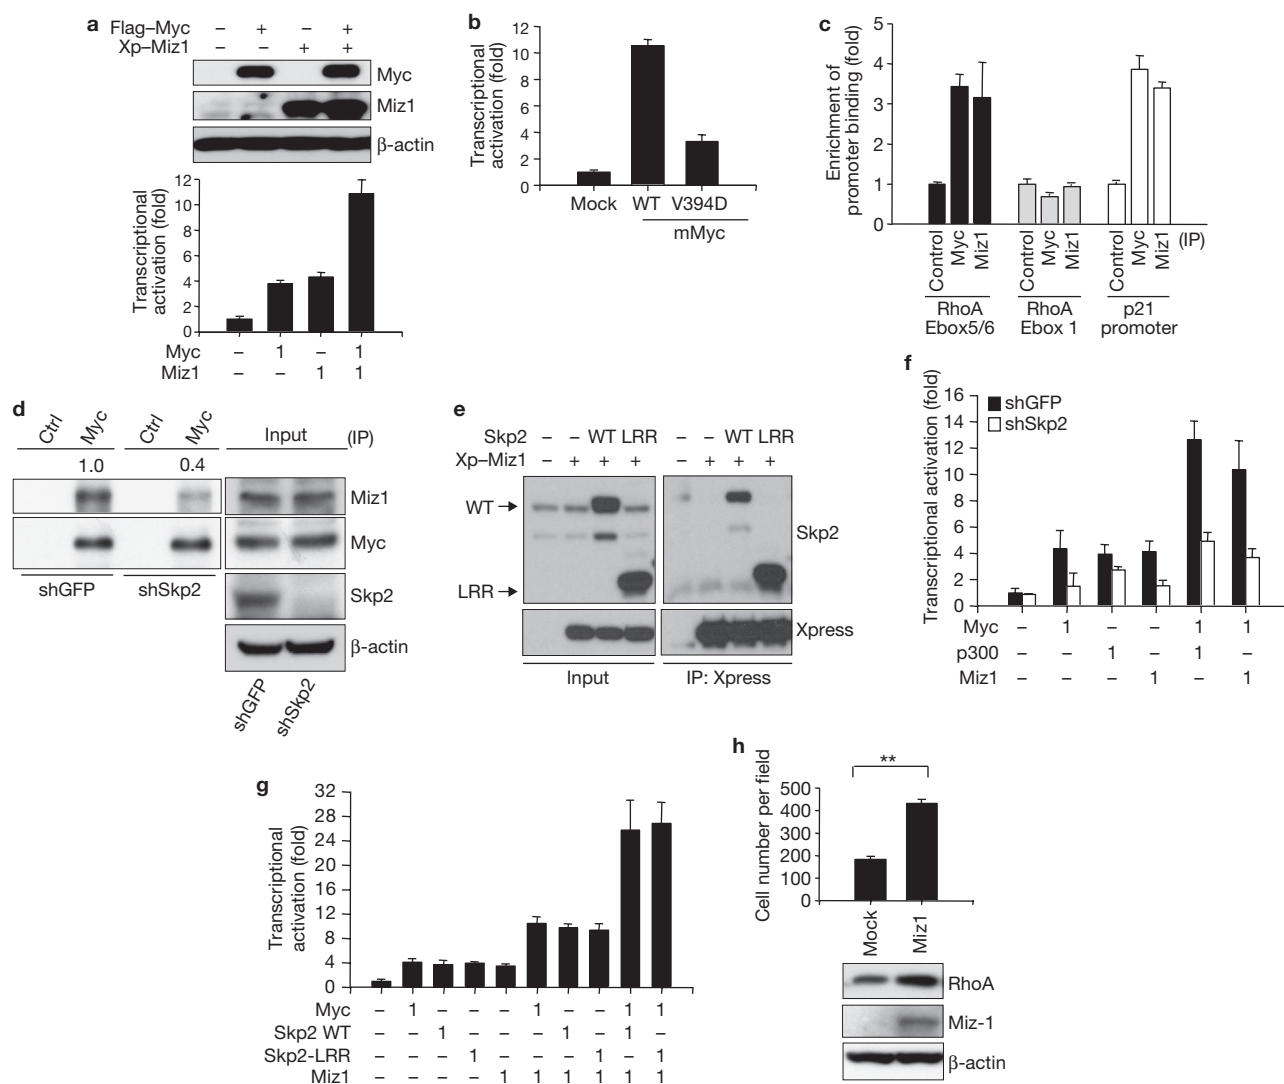 a
Flag–Myc – + – +
Xp–Miz1 – – + +
Myc
Miz1
β-actin
Transcriptional
activation (fold)
12
10
8
6
4
2
0
Myc – 1 – 1
Miz1 – – 1 1
b
Transcriptional
activation (fold)
12
10
8
6
4
2
0
Mock WT V394D
mMyc
c
Enrichment of
promoter binding (fold)
5
4
3
2
1
0
Control Myc Miz1 Control Myc Miz1 Control Myc Miz1 (IP)
RhoA RhoA p21
Ebox5/6 Ebox 1 promoter
d
Ctrl Myc Ctrl Myc Input (IP)
1.0 0.4
Miz1
Myc
shGFP shSkp2
Skp2
β-actin
shGFP shSkp2
e
Skp2 – – WT LRR – – WT LRR
Xp–Miz1 – + + + – + + +
WT
Skp2
LRR
Xpress
Input IP: Xpress
f
Transcriptional activation (fold)
16
14
12
10
8
6
4
2
0
shGFP
shSkp2
Myc – 1 – – 1 1
p300 – – 1 – 1 –
Miz1 – – – 1 – 1
g
Transcriptional
activation (fold)
32
28
24
20
16
12
8
4
0
Myc – 1 – – – 1 – – 1 1
Skp2 WT – – 1 – – – 1 – 1 –
Skp2-LRR – – – 1 – – – 1 – 1
Miz1 – – – – 1 1 1 1 1 1
h
**
Cell number per field
500
400
300
200
100
0
Mock Miz1
RhoA
Miz-1
β-actin